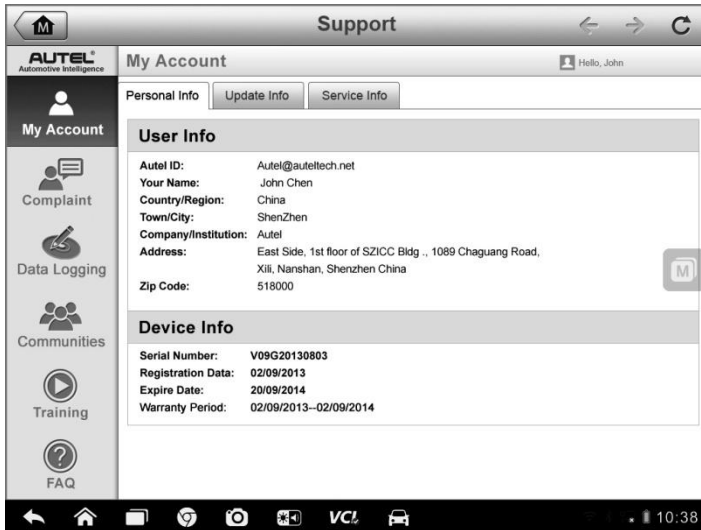 M
Support
AUTEL®
Automotive Intelligence
My Account
Hello, John
My Account
Complaint
Data Logging
Communities
Training
FAQ
Personal Info
Update Info
Service Info
User Info
Autel ID: Autel@auteltech.net
Your Name: John Chen
Country/Region: China
Town/City: ShenZhen
Company/Institution: Autel
Address: East Side, 1st floor of SZICC Bldg ., 1089 Chaguang Road,
Xili, Nanshan, Shenzhen China
Zip Code: 518000
M
Device Info
Serial Number: V09G20130803
Registration Data: 02/09/2013
Expire Date: 20/09/2014
Warranty Period: 02/09/2013--02/09/2014
VCI
10:38